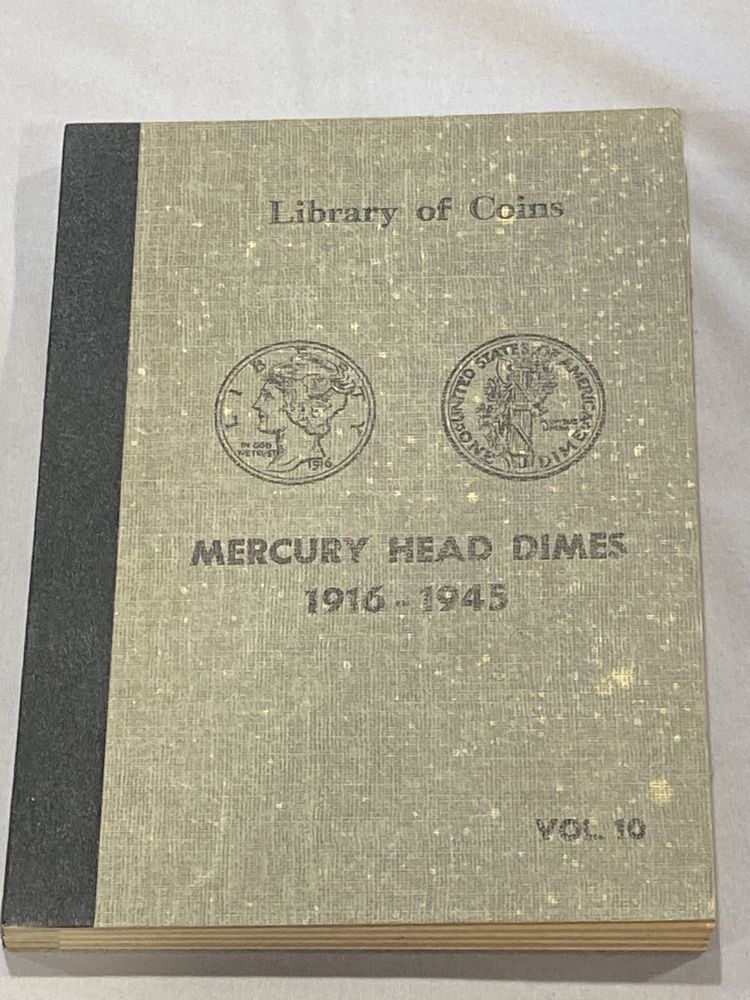 Library of Coins
LIBERTY
IN GOD
WE TRUST
1916
UNITED STATES OF AMERICA
ONE DIME
MERCURY HEAD DIMES
1916 - 1945
VOL. 10